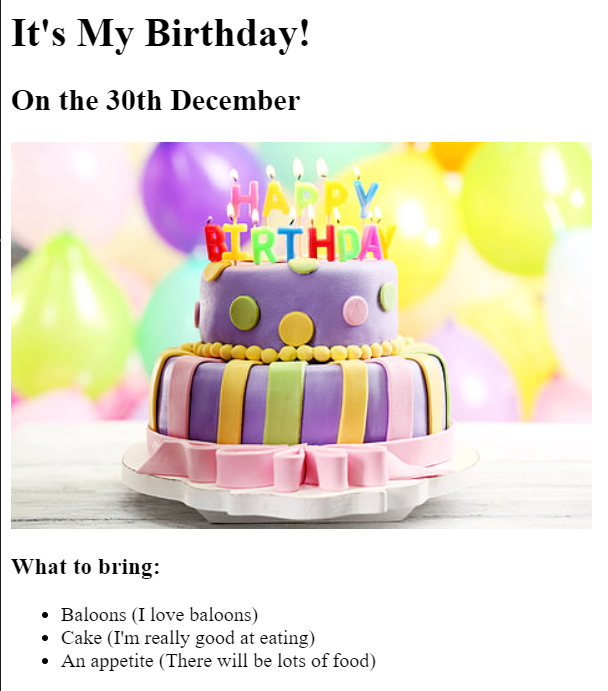 It's My Birthday!
On the 30th December
HAPPY
BIRTHDAY
What to bring:
Baloons (I love baloons)
Cake (I'm really good at eating)
An appetite (There will be lots of food)